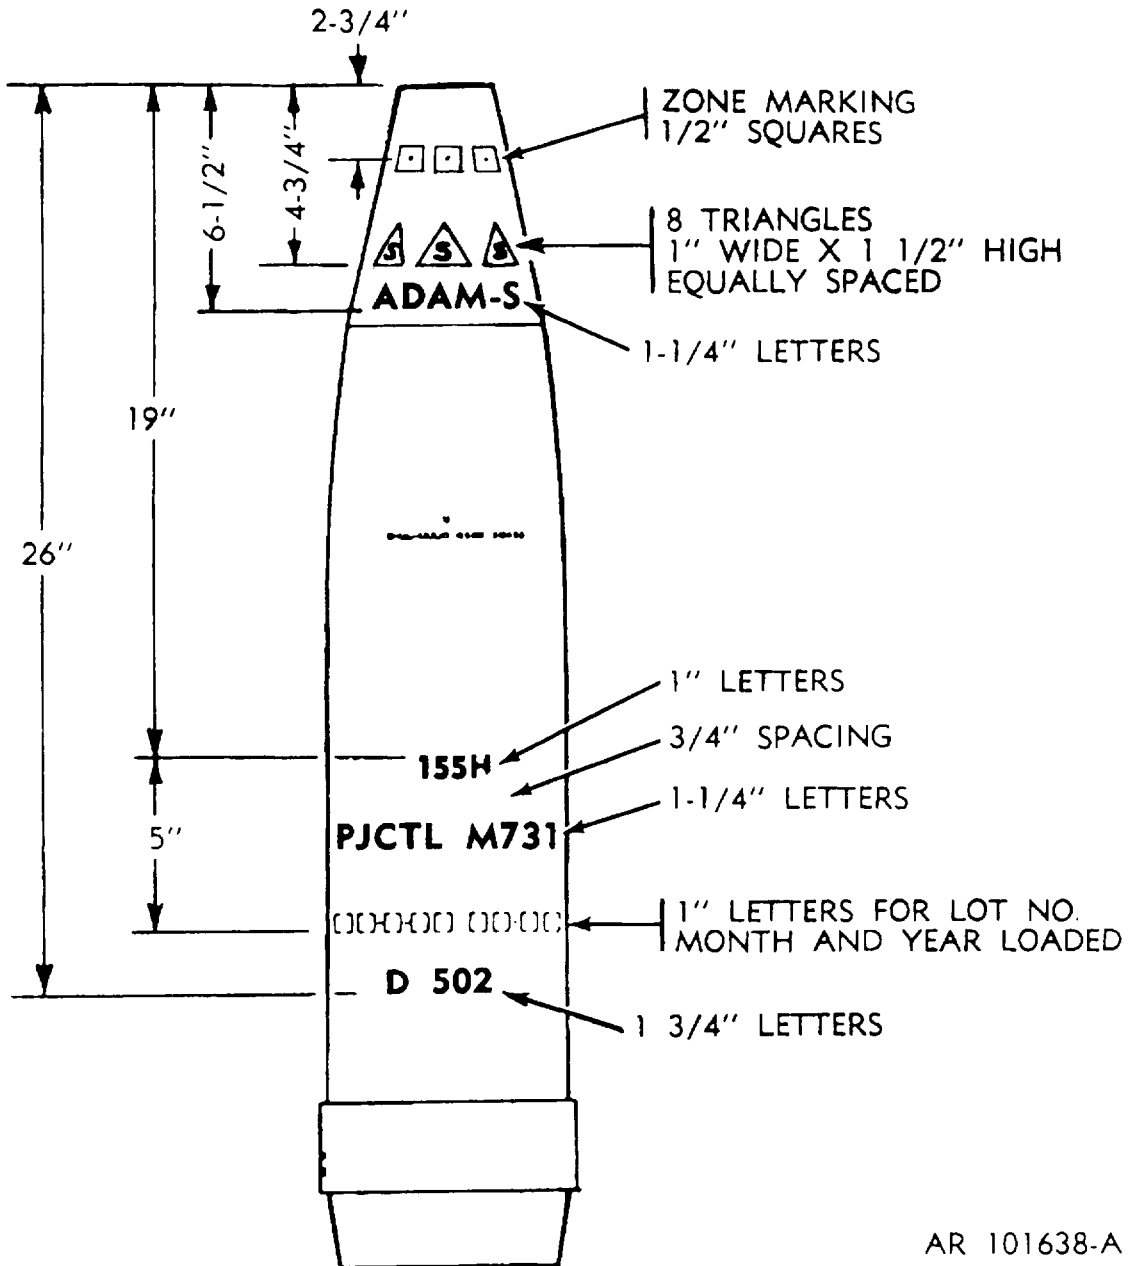 2-3/4"
ZONE MARKING
1/2" SQUARES
4-3/4"
6-1/2"
8 TRIANGLES
1" WIDE X 1 1/2" HIGH
EQUALLY SPACED
S S S
ADAM-S
1-1/4" LETTERS
19"
26"
1" LETTERS
3/4" SPACING
155H
1-1/4" LETTERS
5"
PJCTL M731
1" LETTERS FOR LOT NO.
MONTH AND YEAR LOADED
D 502
1 3/4" LETTERS
AR 101638-A